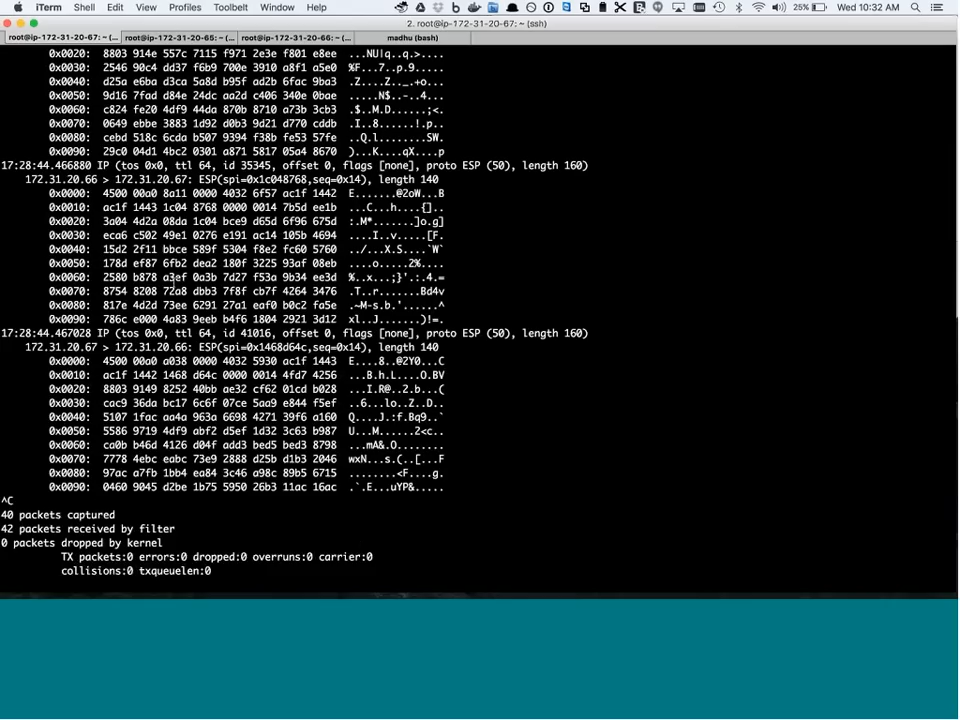 iTerm Shell Edit View Profiles Toolbelt Window Help 25% Wed 10:32 AM
2. root@ip-172-31-20-67: ~ (ssh)
root@ip-172-31-20-67: ~ (... root@ip-172-31-20-65: ~ (... root@ip-172-31-20-66: ~ (... madhu (bash)
0x0020: 8803 914e 557c 7115 f971 2e3e f801 e8ee ...NU|q..q.>....
0x0030: 2546 90c4 dd37 f6b9 700e 3910 a8f1 a5e0 %F...7..p.9.....
0x0040: d25a e6ba d3ca 5a8d b95f ad2b 6fac 9ba3 .Z....Z.._.+o...
0x0050: 9d16 7fad d84e 24dc aa2d c406 340e 0bae .....N$..-..4...
0x0060: c824 fe20 4df9 44da 870b 8710 a73b 3cb3 .$..M.D......;<.
0x0070: 0649 ebbe 3883 1d92 d3b3 9d21 d770 cddb .I..8......!.p..
0x0080: cebd 518c 6cda b507 9394 f38b fe53 57fe ..Q.l........SW.
0x0090: 29c0 04d1 4bc2 0301 a871 5817 05a4 8670 )...K....qX....p
17:28:44.466880 IP (tos 0x0, ttl 64, id 35345, offset 0, flags [none], proto ESP (50), length 160)
172.31.20.66 > 172.31.20.67: ESP(spi=0x1c048768,seq=0x14), length 140
0x0000: 4500 00a0 8a11 0000 4032 6f57 ac1f 1442 E.......@2oW...B
0x0010: ac1f 1443 1c04 8768 0000 0014 7b5d ee1b ...C...h....{]..
0x0020: 3a04 4d2a 08da 1c04 bce9 d65d 6f96 675d :.M*.......]o.g]
0x0030: eca6 c502 49e1 0276 e191 ac14 105b 4694 ....I..v.....[F.
0x0040: 15d2 2f11 bbce 589f 5304 f8e2 fc60 5760 ../...X.S....`W`
0x0050: 178d ef87 6fb2 dea2 180f 3225 93af 08eb ....o.....2%....
0x0060: 2580 b878 a3ef 0a3b 7d27 f53a 9b34 ee3d %..x...;}'.:.4.=
0x0070: 8754 8208 72a8 dbb3 7f8f cb7f 4264 3476 .T..r.......Bd4v
0x0080: 817e 4d2d 73ee 6291 27a1 eaf0 b0c2 fa5e .~M-s.b.'......^
0x0090: 786c e000 4a83 9eeb b4f6 1804 2921 3d12 xl..J.......)!=.
17:28:44.467028 IP (tos 0x0, ttl 64, id 41016, offset 0, flags [none], proto ESP (50), length 160)
172.31.20.67 > 172.31.20.66: ESP(spi=0x1468d64c,seq=0x14), length 140
0x0000: 4500 00a0 a038 0000 4032 5930 ac1f 1443 E....8..@2Y0...C
0x0010: ac1f 1442 1468 d64c 0000 0014 4fd7 4256 ...B.h.L....O.BV
0x0020: 8803 9149 8252 40bb ae32 cf62 01cd b028 ...I.R@..2.b...(
0x0030: cac9 36da bc17 6c6f 07ce 5aa9 e844 f5ef ..6...lo..Z..D..
0x0040: 5107 1fac aa4a 963a 6698 4271 39f6 a160 Q....J.:f.Bq9..`
0x0050: 5586 9719 4df9 abf2 d5ef 1d32 3c63 b987 U...M......2<c..
0x0060: ca0b b46d 4126 d04f add3 bed5 bed3 8798 ...mA&.O........
0x0070: 7778 4ebc eabc 73e9 2888 d25b d1b3 2046 wxN...s.(..[...F
0x0080: 97ac a7fb 1bb4 ea84 3c46 a98c 89b5 6715 ........<F....g.
0x0090: 0460 9045 d2be 1b75 5950 26b3 11ac 16ac .`.E...uYP&.....
^C
40 packets captured
42 packets received by filter
0 packets dropped by kernel
TX packets:0 errors:0 dropped:0 overruns:0 carrier:0
collisions:0 txqueuelen:0